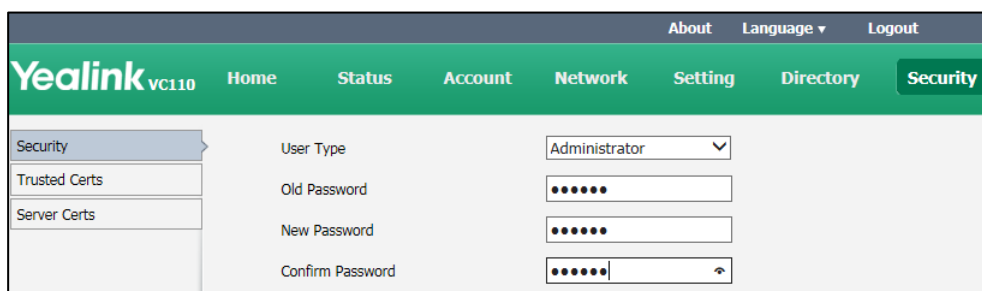 About Language ▾ Logout
Yealink VC110 Home Status Account Network Setting Directory Security
Security
Trusted Certs
Server Certs
User Type Administrator
Old Password ••••••
New Password ••••••
Confirm Password ••••••